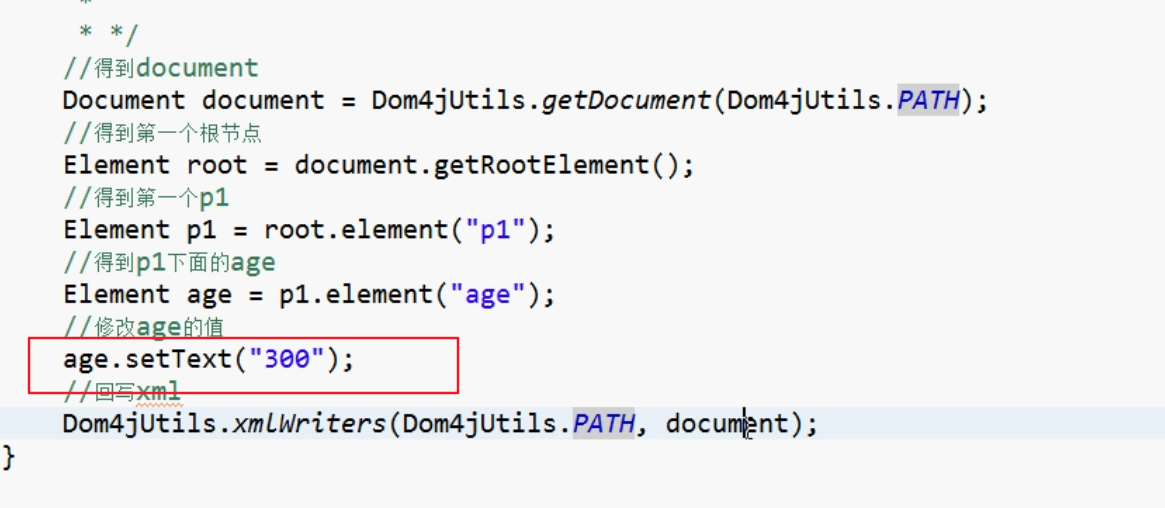 *
* */
//得到document
Document document = Dom4jUtils.getDocument(Dom4jUtils.PATH);
//得到第一个根节点
Element root = document.getRootElement();
//得到第一个p1
Element p1 = root.element("p1");
//得到p1下面的age
Element age = p1.element("age");
//修改age的值
age.setText("300");
//回写xml
Dom4jUtils.xmlWriters(Dom4jUtils.PATH, document);
}